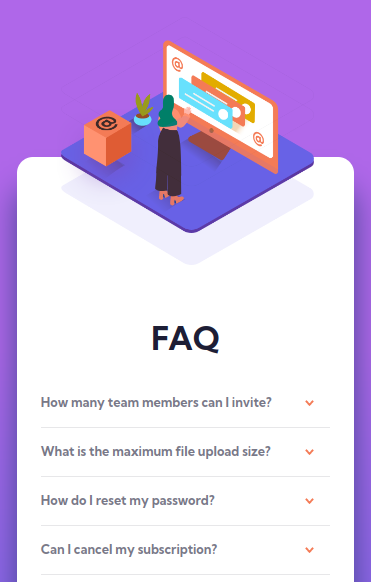 @
@
@
FAQ
How many team members can I invite?
What is the maximum file upload size?
How do I reset my password?
Can I cancel my subscription?